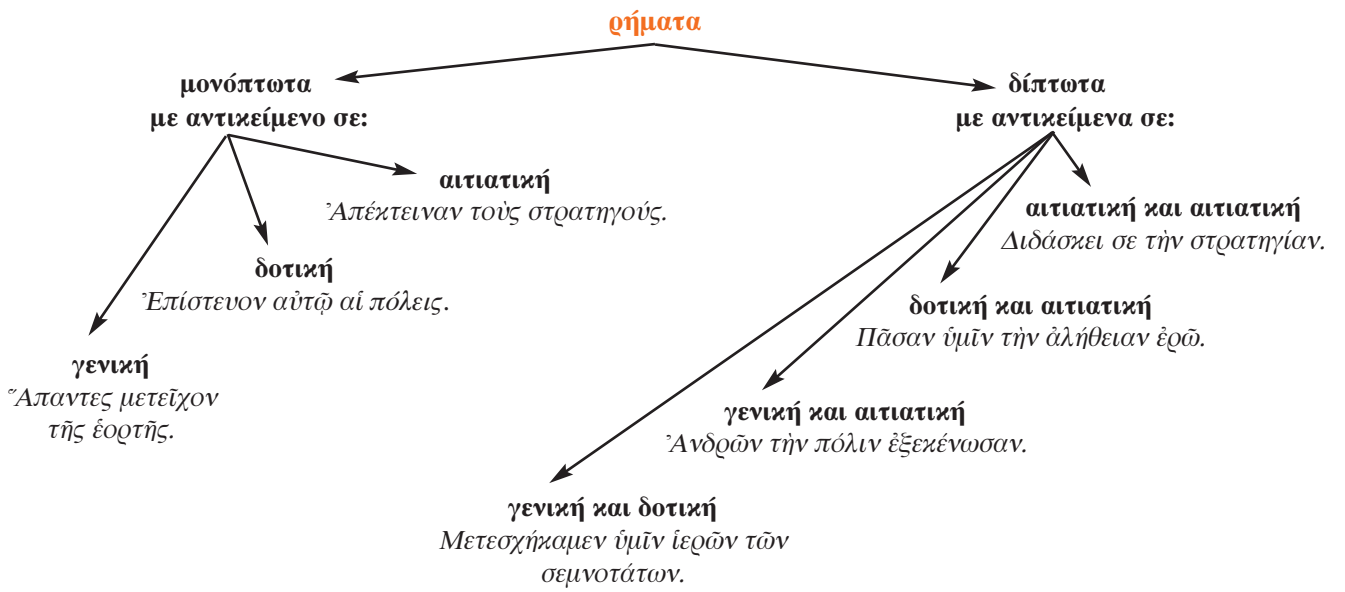 ρήματα
μονόπτωτα
με αντικείμενο σε:
αιτιατική
Ἀπέκτειναν τοὺς στρατηγούς.
δοτική
Ἐπίστευον αὐτῷ αἱ πόλεις.
γενική
Ἅπαντες μετεῖχον
τῆς ἑορτῆς.
δίπτωτα
με αντικείμενα σε:
αιτιατική και αιτιατική
Διδάσκει σε τὴν στρατηγίαν.
δοτική και αιτιατική
Πᾶσαν ὑμῖν τὴν ἀλήθειαν ἐρῶ.
γενική και αιτιατική
Ἀνδρῶν τὴν πόλιν ἐξεκένωσαν.
γενική και δοτική
Μετεσχήκαμεν ὑμῖν ἱερῶν τῶν
σεμνοτάτων.